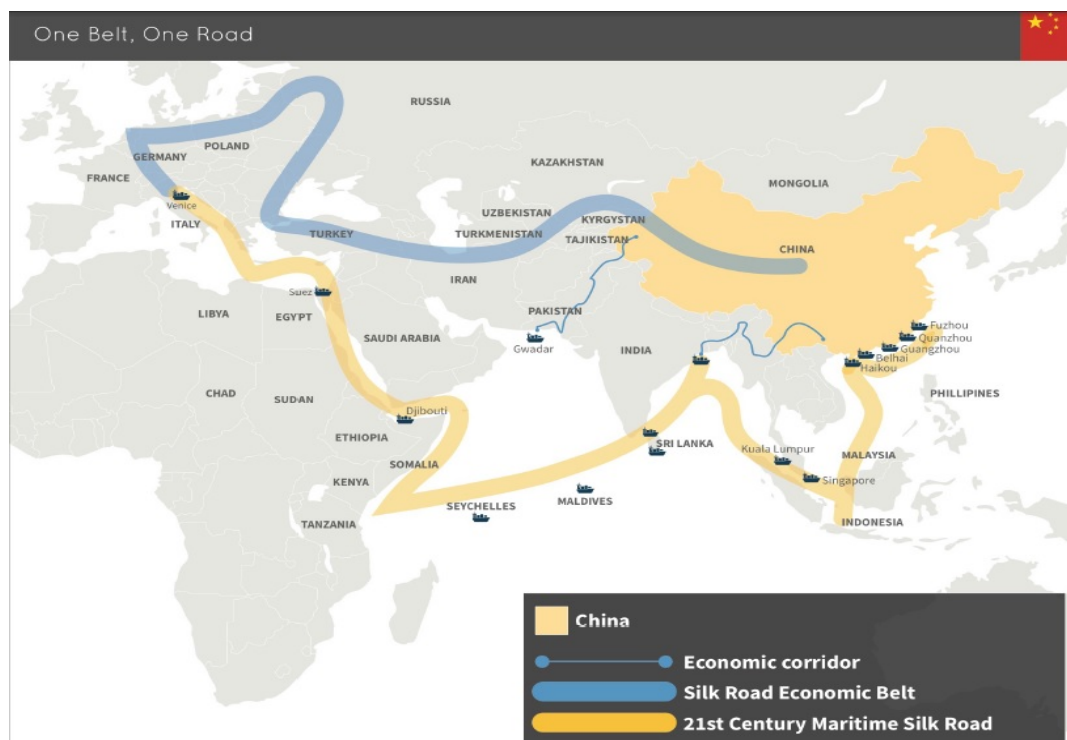 One Belt, One Road
RUSSIA
POLAND
GERMANY
FRANCE
KAZAKHSTAN
MONGOLIA
Venice
ITALY
UZBEKISTAN
KYRGYSTAN
TURKEY
TURKMENISTAN
TAJIKISTAN
CHINA
IRAN
Suez
LIBYA
EGYPT
PAKISTAN
SAUDI ARABIA
Gwadar
INDIA
Fuzhou
Quanzhou
Guangzhou
Belhai
Haikou
CHAD
SUDAN
PHILLIPINES
Djibouti
ETHIOPIA
SRI LANKA
Kuala Lumpur
MALAYSIA
SOMALIA
Singapore
KENYA
SEYCHELLES
MALDIVES
TANZANIA
INDONESIA
China
Economic corridor
Silk Road Economic Belt
21st Century Maritime Silk Road